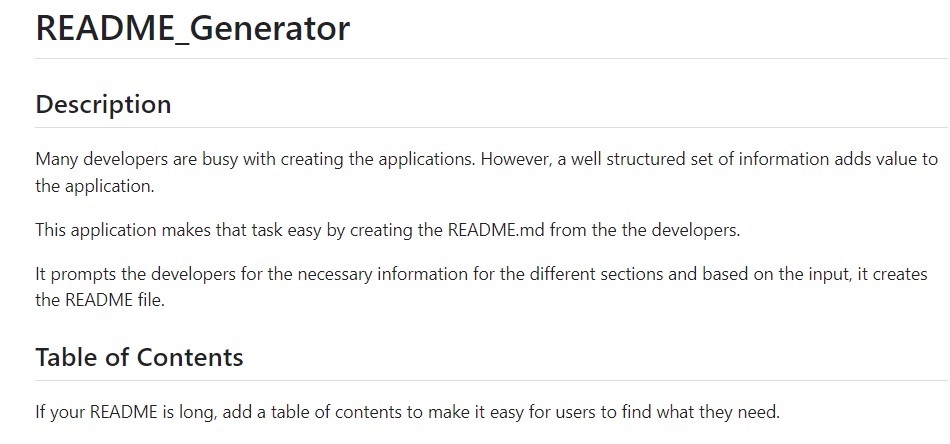 README_Generator
Description
Many developers are busy with creating the applications. However, a well structured set of information adds value to
the application.
This application makes that task easy by creating the README.md from the the developers.
It prompts the developers for the necessary information for the different sections and based on the input, it creates
the README file.
Table of Contents
If your README is long, add a table of contents to make it easy for users to find what they need.